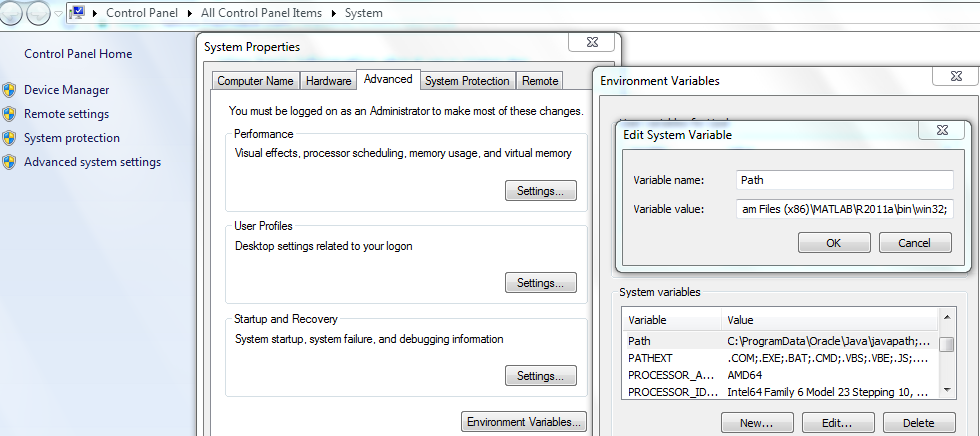 Control Panel All Control Panel Items System
Control Panel Home
Device Manager
Remote settings
System protection
Advanced system settings
System Properties
Computer Name Hardware Advanced System Protection Remote
You must be logged on as an Administrator to make most of these changes.
Performance
Visual effects, processor scheduling, memory usage, and virtual memory
Settings...
User Profiles
Desktop settings related to your logon
Settings...
Startup and Recovery
System startup, system failure, and debugging information
Settings...
Environment Variables...
Environment Variables
Edit System Variable
Variable name: Path
Variable value: am Files (x86)\MATLAB\R2011a\bin\win32;
OK Cancel
System variables
Variable Value
Path C:\ProgramData\Oracle\Java\javapath;...
PATHEXT .COM;.EXE;.BAT;.CMD;.VBS;.VBE;.JS;....
PROCESSOR_A... AMD64
PROCESSOR_ID... Intel64 Family 6 Model 23 Stepping 10, ...
New... Edit... Delete